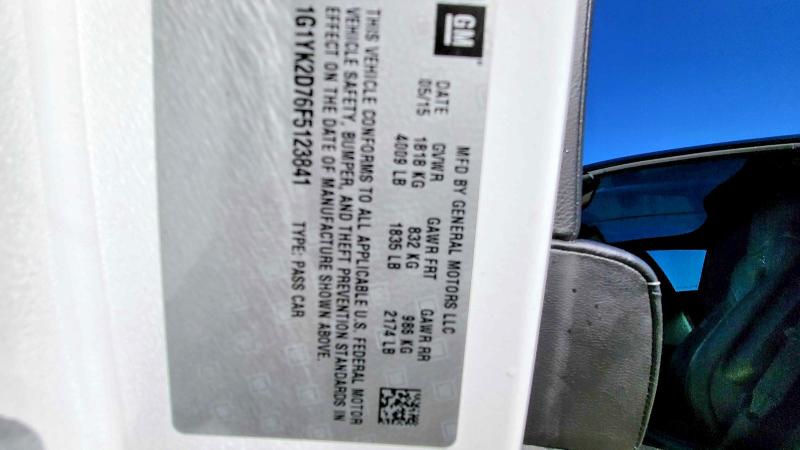 GM
MFD BY GENERAL MOTORS LLC
DATE GVWR GAWR FRT GAWR RR
05/15 1818 KG 832 KG 986 KG
4009 LB 1835 LB 2174 LB
THIS VEHICLE CONFORMS TO ALL APPLICABLE U.S. FEDERAL MOTOR
VEHICLE SAFETY, BUMPER, AND THEFT PREVENTION STANDARDS IN
EFFECT ON THE DATE OF MANUFACTURE SHOWN ABOVE.
1G1YK2D76F5123841 TYPE: PASS CAR